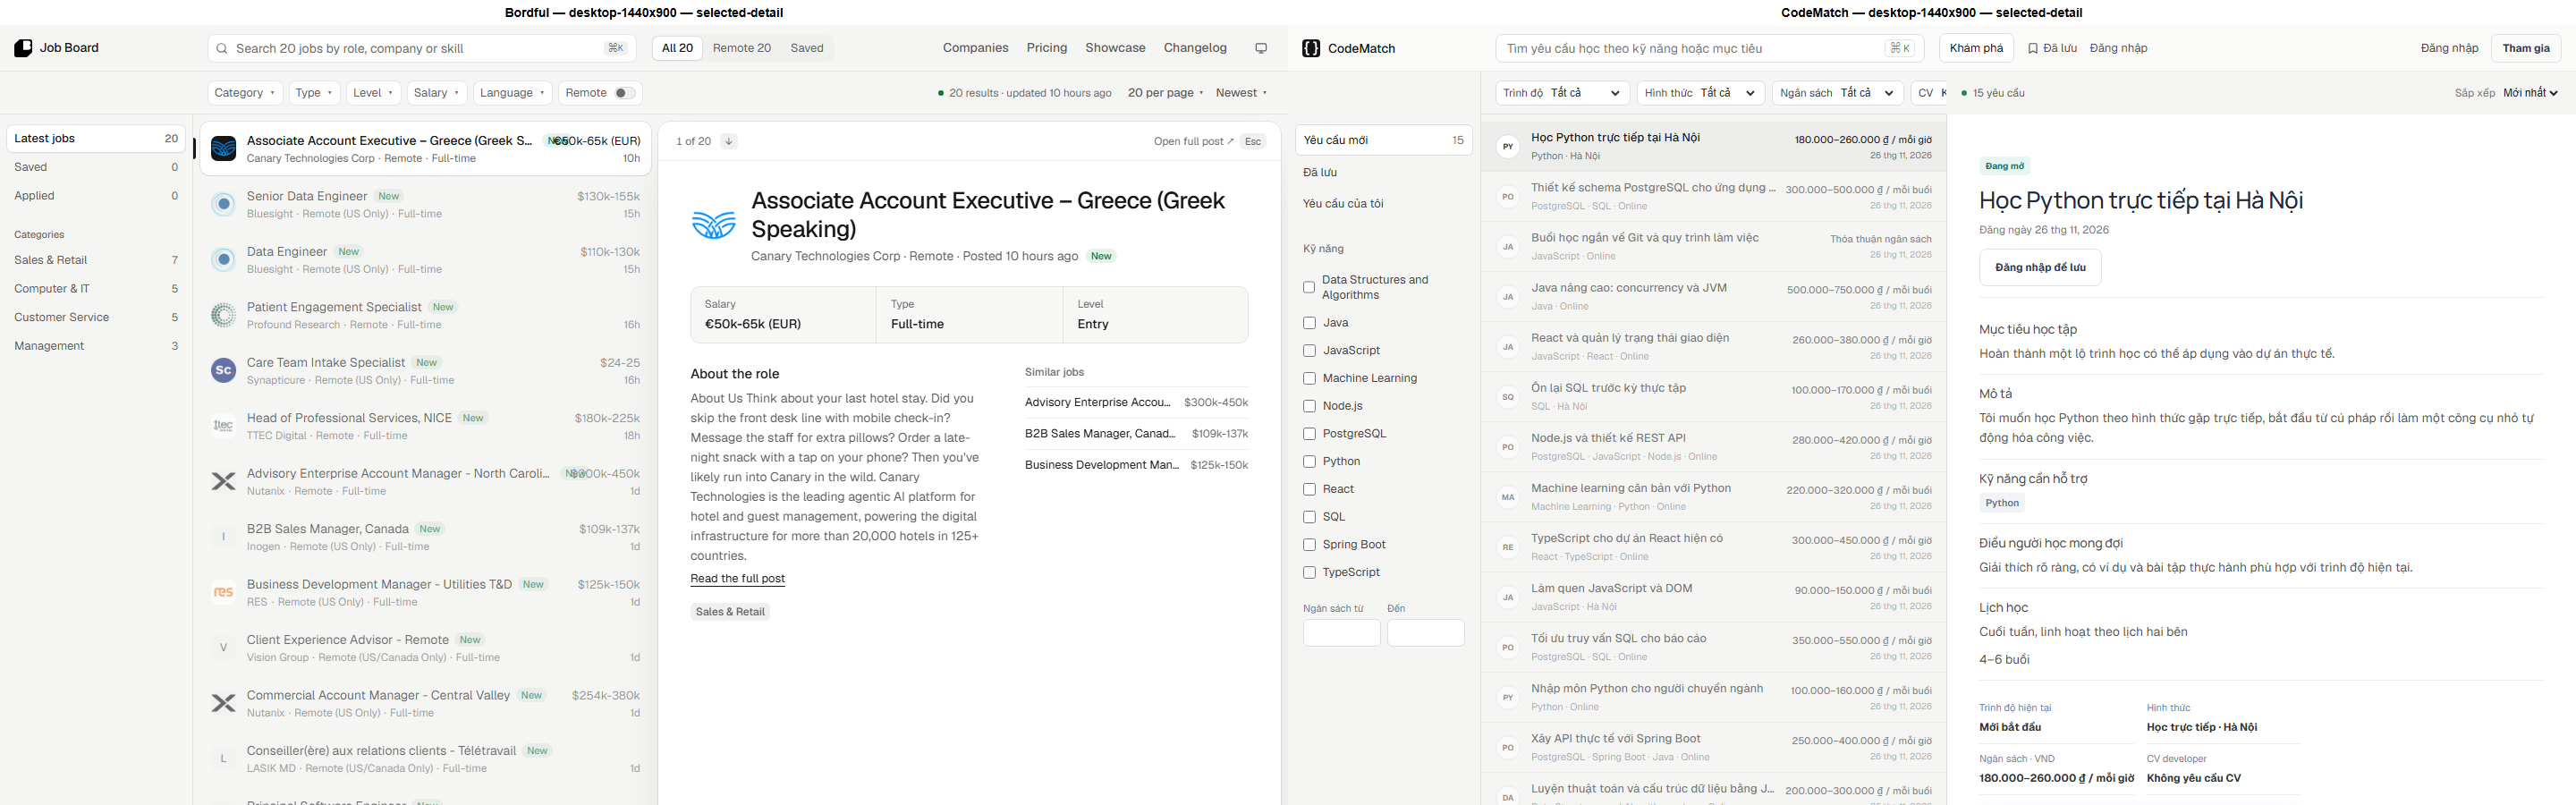 Bordful — desktop-1440x900 — selected-detail
Job Board
Search 20 jobs by role, company or skill
⌘K
All 20
Remote 20
Saved
Companies
Pricing
Showcase
Changelog
Category
Type
Level
Salary
Language
Remote
20 results · updated 10 hours ago
20 per page
Newest
Latest jobs 20
Saved 0
Applied 0
Categories
Sales & Retail 7
Computer & IT 5
Customer Service 5
Management 3
Associate Account Executive – Greece (Greek S... €50k-65k (EUR)
Canary Technologies Corp · Remote · Full-time 10h
Senior Data Engineer New $130k-155k
Bluesight · Remote (US Only) · Full-time 15h
Data Engineer New $110k-130k
Bluesight · Remote (US Only) · Full-time 15h
Patient Engagement Specialist New
Profound Research · Remote · Full-time 16h
Sc
Care Team Intake Specialist New $24-25
Synapticure · Remote (US Only) · Full-time 16h
ttec
Head of Professional Services, NICE New $180k-225k
TTEC Digital · Remote · Full-time 18h
Advisory Enterprise Account Manager - North Caroli... $300k-450k
Nutanix · Remote · Full-time 1d
I
B2B Sales Manager, Canada New $109k-137k
Inogen · Remote (US Only) · Full-time 1d
res
Business Development Manager - Utilities T&D New $125k-150k
RES · Remote (US Only) · Full-time 1d
V
Client Experience Advisor - Remote New
Vision Group · Remote (US/Canada Only) · Full-time 1d
Commercial Account Manager - Central Valley New $254k-380k
Nutanix · Remote (US Only) · Full-time 1d
L
Conseiller(ère) aux relations clients - Télétravail New
LASIK MD · Remote (US/Canada Only) · Full-time 1d
1 of 20 ↓
Open full post ↗ Esc
Associate Account Executive – Greece (Greek
Speaking)
Canary Technologies Corp · Remote · Posted 10 hours ago New
Salary
€50k-65k (EUR)
Type
Full-time
Level
Entry
About the role
About Us Think about your last hotel stay. Did you
skip the front desk line with mobile check-in?
Message the staff for extra pillows? Order a late-
night snack with a tap on your phone? Then you've
likely run into Canary in the wild. Canary
Technologies is the leading agentic AI platform for
hotel and guest management, powering the digital
infrastructure for more than 20,000 hotels in 125+
countries.
Read the full post
Sales & Retail
Similar jobs
Advisory Enterprise Accou... $300k-450k
B2B Sales Manager, Canad... $109k-137k
Business Development Man... $125k-150k
CodeMatch — desktop-1440x900 — selected-detail
CodeMatch
Tìm yêu cầu học theo kỹ năng hoặc mục tiêu
⌘ K
Khám phá
Đã lưu
Đăng nhập
Đăng nhập
Tham gia
Trình độ Tất cả
Hình thức Tất cả
Ngân sách Tất cả
CV
15 yêu cầu
Sắp xếp Mới nhất
Yêu cầu mới 15
Đã lưu
Yêu cầu của tôi
Kỹ năng
Data Structures and
Algorithms
Java
JavaScript
Machine Learning
Node.js
PostgreSQL
Python
React
SQL
Spring Boot
TypeScript
Ngân sách từ
Đến
PY
Học Python trực tiếp tại Hà Nội 180.000–260.000 ₫ / mỗi giờ
Python · Hà Nội 26 thg 11, 2026
PO
Thiết kế schema PostgreSQL cho ứng dụng ... 300.000–500.000 ₫ / mỗi buổi
PostgreSQL · SQL · Online 26 thg 11, 2026
JA
Buổi học ngắn về Git và quy trình làm việc Thỏa thuận ngân sách
JavaScript · Online 26 thg 11, 2026
JA
Java nâng cao: concurrency và JVM 500.000–750.000 ₫ / mỗi buổi
Java · Online 26 thg 11, 2026
JA
React và quản lý trạng thái giao diện 260.000–380.000 ₫ / mỗi giờ
JavaScript · React · Online 26 thg 11, 2026
SQ
Ôn lại SQL trước kỳ thực tập 100.000–170.000 ₫ / mỗi buổi
SQL · Hà Nội 26 thg 11, 2026
PO
Node.js và thiết kế REST API 280.000–420.000 ₫ / mỗi giờ
PostgreSQL · JavaScript · Node.js · Online 26 thg 11, 2026
MA
Machine learning căn bản với Python 220.000–320.000 ₫ / mỗi buổi
Machine Learning · Python · Online 26 thg 11, 2026
RE
TypeScript cho dự án React hiện có 300.000–450.000 ₫ / mỗi giờ
React · TypeScript · Online 26 thg 11, 2026
JA
Làm quen JavaScript và DOM 90.000–150.000 ₫ / mỗi giờ
JavaScript · Hà Nội 26 thg 11, 2026
PO
Tối ưu truy vấn SQL cho báo cáo 350.000–550.000 ₫ / mỗi giờ
PostgreSQL · SQL · Online 26 thg 11, 2026
PY
Nhập môn Python cho người chuyển ngành 100.000–160.000 ₫ / mỗi giờ
Python · Online 26 thg 11, 2026
PO
Xây API thực tế với Spring Boot 250.000–400.000 ₫ / mỗi giờ
PostgreSQL · Spring Boot · Java · Online 26 thg 11, 2026
DA
Luyện thuật toán và cấu trúc dữ liệu bằng J... 200.000–300.000 ₫ / mỗi giờ
26 thg 11, 2026
Đang mở
Học Python trực tiếp tại Hà Nội
Đăng ngày 26 thg 11, 2026
Đăng nhập để lưu
Mục tiêu học tập
Hoàn thành một lộ trình học có thể áp dụng vào dự án thực tế.
Mô tả
Tôi muốn học Python theo hình thức gặp trực tiếp, bắt đầu từ cú pháp rồi làm một công cụ nhỏ tự
động hóa công việc.
Kỹ năng cần hỗ trợ
Python
Điều người học mong đợi
Giải thích rõ ràng, có ví dụ và bài tập thực hành phù hợp với trình độ hiện tại.
Lịch học
Cuối tuần, linh hoạt theo lịch hai bên
4–6 buổi
Trình độ hiện tại
Mới bắt đầu
Hình thức
Học trực tiếp · Hà Nội
Ngân sách · VND
180.000–260.000 ₫ / mỗi giờ
CV developer
Không yêu cầu CV